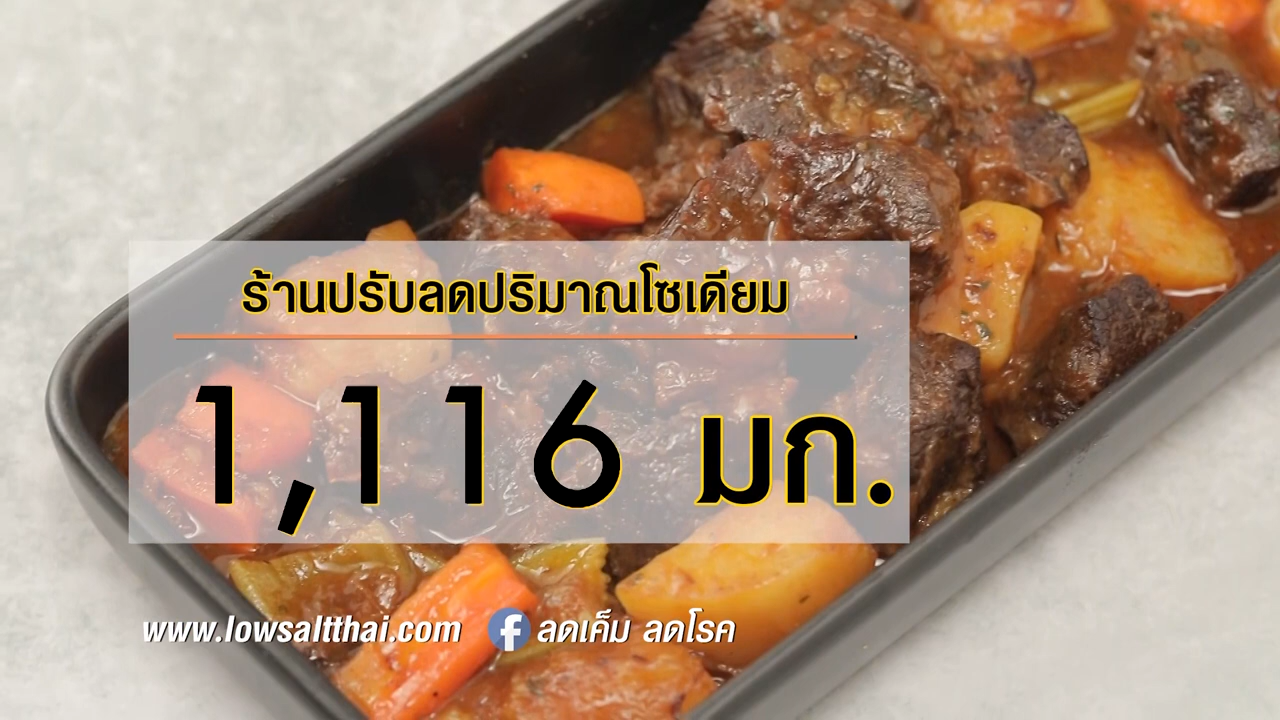 ร้านปรับลดปริมาณโซเดียม
1,116 มก.
www.lowsaltthai.com ลดเค็ม ลดโรค